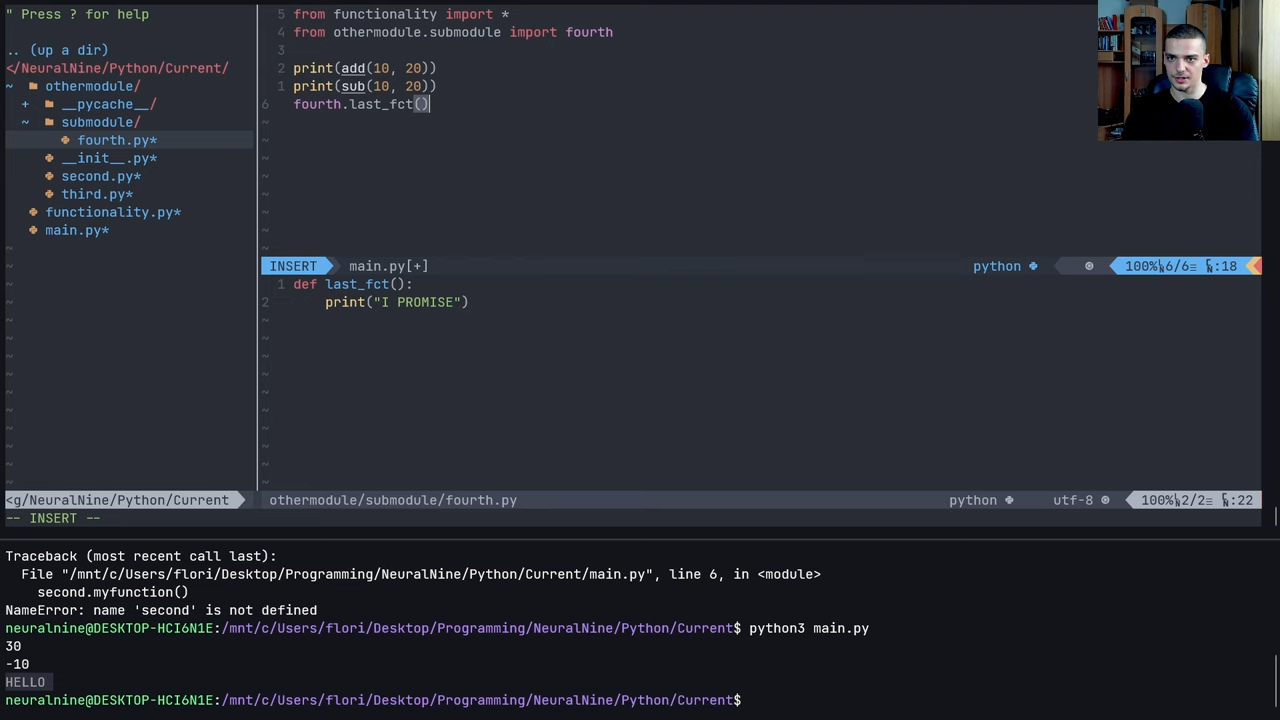 " Press ? for help
.. (up a dir)
</NeuralNine/Python/Current/
~ othermodule/
+ __pycache__/
~ submodule/
fourth.py*
__init__.py*
second.py*
third.py*
functionality.py*
main.py*
<g/NeuralNine/Python/Current
5 from functionality import *
4 from othermodule.submodule import fourth
3
2 print(add(10, 20))
1 print(sub(10, 20))
6 fourth.last_fct()
INSERT main.py[+] python 100% 6/6 :18
1 def last_fct():
2 print("I PROMISE")
othermodule/submodule/fourth.py python utf-8 100% 2/2 :22
-- INSERT --
Traceback (most recent call last):
File "/mnt/c/Users/flori/Desktop/Programming/NeuralNine/Python/Current/main.py", line 6, in <module>
second.myfunction()
NameError: name 'second' is not defined
neuralnine@DESKTOP-HCI6N1E:/mnt/c/Users/flori/Desktop/Programming/NeuralNine/Python/Current$ python3 main.py
30
-10
HELLO
neuralnine@DESKTOP-HCI6N1E:/mnt/c/Users/flori/Desktop/Programming/NeuralNine/Python/Current$